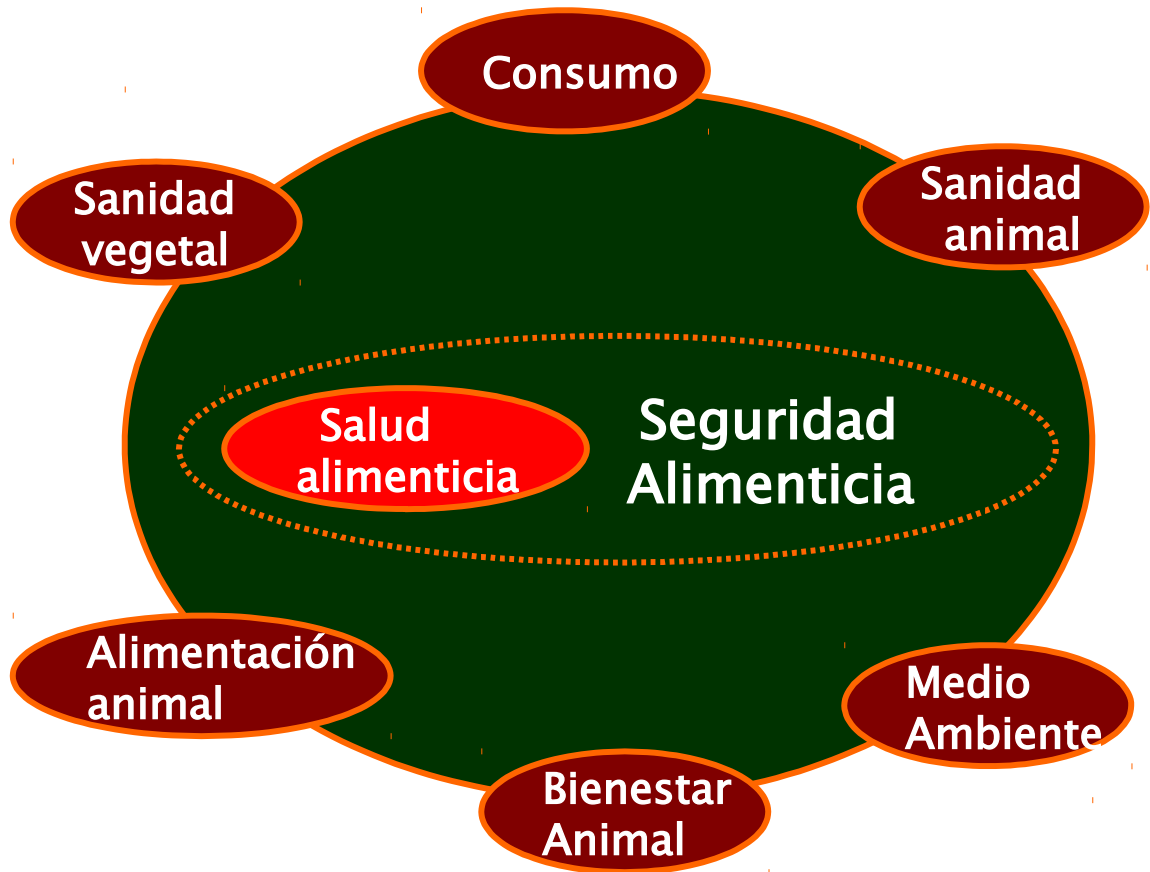 Consumo
Sanidad
vegetal
Sanidad
animal
Salud
alimenticia
Seguridad
Alimenticia
Alimentación
animal
Medio
Ambiente
Bienestar
Animal